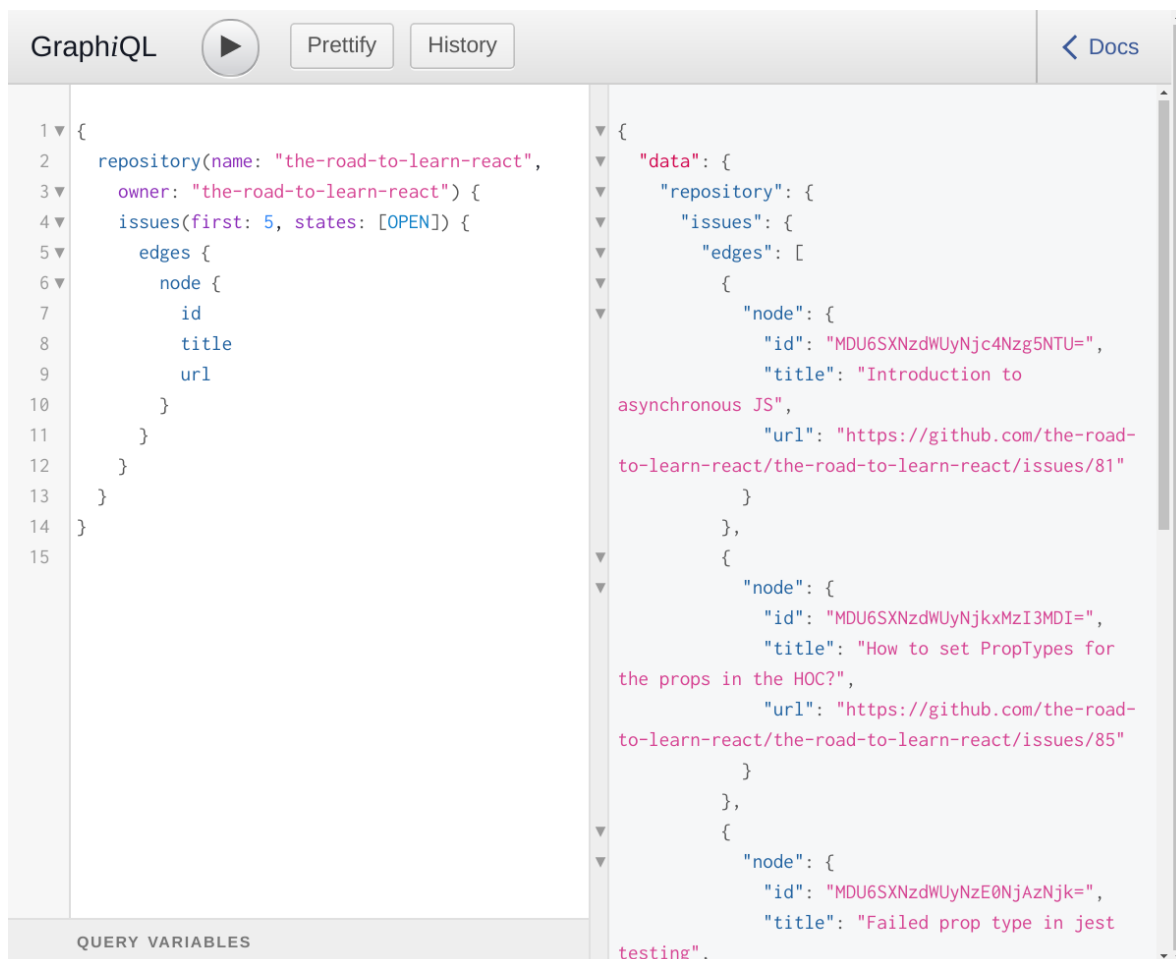 GraphiQL
Prettify
History
Docs
1 {
2 repository(name: "the-road-to-learn-react",
3 owner: "the-road-to-learn-react") {
4 issues(first: 5, states: [OPEN]) {
5 edges {
6 node {
7 id
8 title
9 url
10 }
11 }
12 }
13 }
14 }
15
QUERY VARIABLES
{
"data": {
"repository": {
"issues": {
"edges": [
{
"node": {
"id": "MDU6SXNzdWUyNjc4Nzg5NTU=",
"title": "Introduction to
asynchronous JS",
"url": "https://github.com/the-road-
to-learn-react/the-road-to-learn-react/issues/81"
}
},
{
"node": {
"id": "MDU6SXNzdWUyNjkxMzI3MDI=",
"title": "How to set PropTypes for
the props in the HOC?",
"url": "https://github.com/the-road-
to-learn-react/the-road-to-learn-react/issues/85"
}
},
{
"node": {
"id": "MDU6SXNzdWUyNzE0NjAzNjk=",
"title": "Failed prop type in jest
testing",